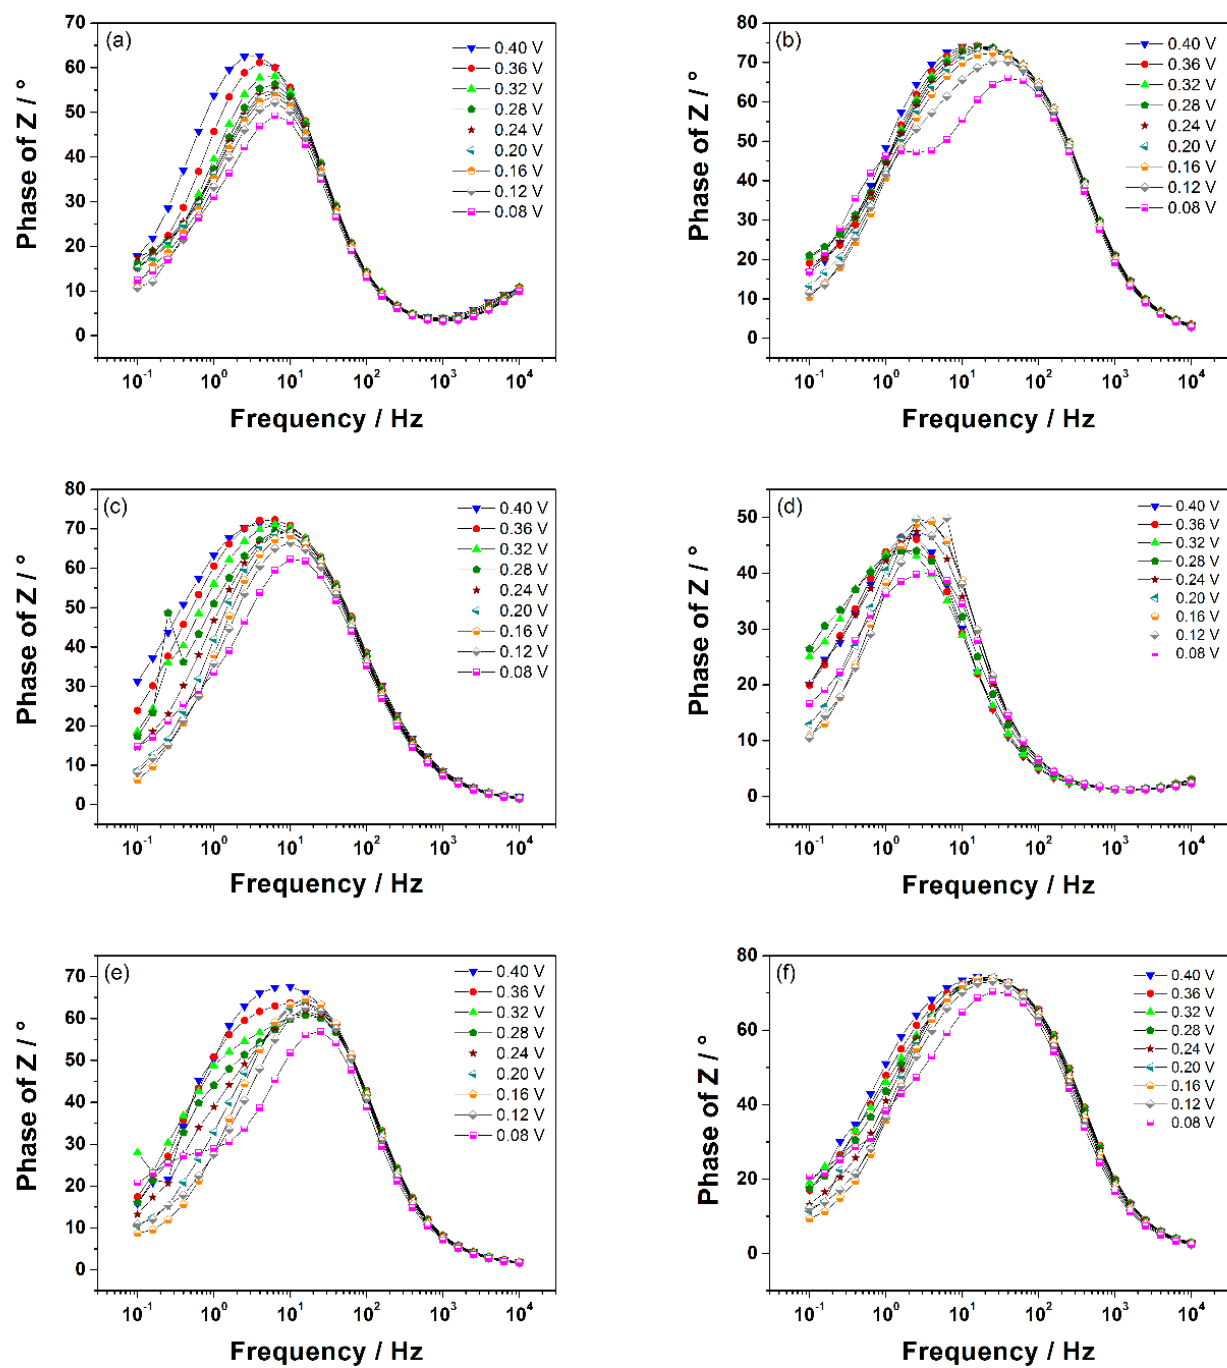 (a)
70
60
50
40
30
20
10
0
Phase of Z / °
10⁻¹ 10⁰ 10¹ 10² 10³ 10⁴
Frequency / Hz
0.40 V
0.36 V
0.32 V
0.28 V
0.24 V
0.20 V
0.16 V
0.12 V
0.08 V
(b)
80
70
60
50
40
30
20
10
0
Phase of Z / °
10⁻¹ 10⁰ 10¹ 10² 10³ 10⁴
Frequency / Hz
0.40 V
0.36 V
0.32 V
0.28 V
0.24 V
0.20 V
0.16 V
0.12 V
0.08 V
(c)
80
70
60
50
40
30
20
10
0
Phase of Z / °
10⁻¹ 10⁰ 10¹ 10² 10³ 10⁴
Frequency / Hz
0.40 V
0.36 V
0.32 V
0.28 V
0.24 V
0.20 V
0.16 V
0.12 V
0.08 V
(d)
50
40
30
20
10
0
Phase of Z / °
10⁻¹ 10⁰ 10¹ 10² 10³ 10⁴
Frequency / Hz
0.40 V
0.36 V
0.32 V
0.28 V
0.24 V
0.20 V
0.16 V
0.12 V
0.08 V
(e)
70
60
50
40
30
20
10
0
Phase of Z / °
10⁻¹ 10⁰ 10¹ 10² 10³ 10⁴
Frequency / Hz
0.40 V
0.36 V
0.32 V
0.28 V
0.24 V
0.20 V
0.16 V
0.12 V
0.08 V
(f)
80
60
40
20
0
Phase of Z / °
10⁻¹ 10⁰ 10¹ 10² 10³ 10⁴
Frequency / Hz
0.40 V
0.36 V
0.32 V
0.28 V
0.24 V
0.20 V
0.16 V
0.12 V
0.08 V